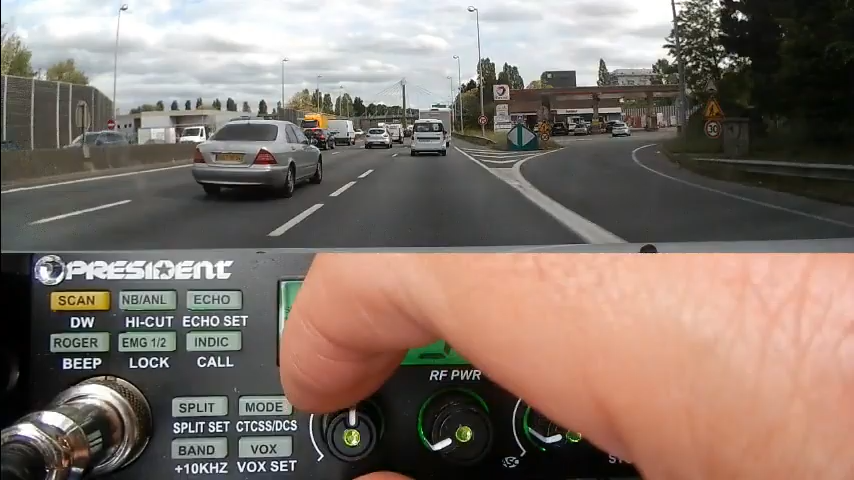 30
PRESIDENT
SCAN NB/ANL ECHO
DW HI-CUT ECHO SET
ROGER EMG 1/2 INDIC
BEEP LOCK CALL
RF PWR
SPLIT MODE
SPLIT SET CTCSS/DCS
BAND VOX
+10KHZ VOX SET